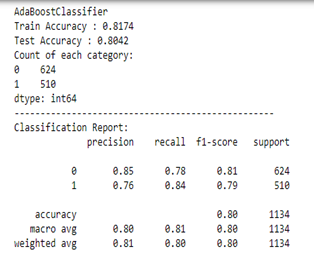 AdaBoostClassifier
Train Accuracy : 0.8174
Test Accuracy : 0.8042
Count of each category:
0    624
1    510
dtype: int64
------------------------------------------------
Classification Report:
              precision    recall  f1-score   support

           0       0.85      0.78      0.81       624
           1       0.76      0.84      0.79       510

    accuracy                           0.80      1134
   macro avg       0.80      0.81      0.80      1134
weighted avg       0.81      0.80      0.80      1134